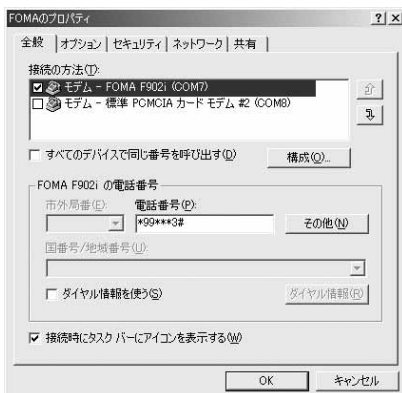 FOMAのプロパティ
全般 オプション セキュリティ ネットワーク 共有
接続の方法(T):
モデム - FOMA F902i (COM7)
モデム - 標準 PCMCIA カード モデム #2 (COM8)
すべてのデバイスで同じ番号を呼び出す(D) 構成(O)...
FOMA F902i の電話番号
市外局番(E): 電話番号(P):
*99***3# その他(N)
国番号/地域番号(U):
ダイヤル情報を使う(S) ダイヤル情報(R)
接続時にタスク バーにアイコンを表示する(W)
OK キャンセル